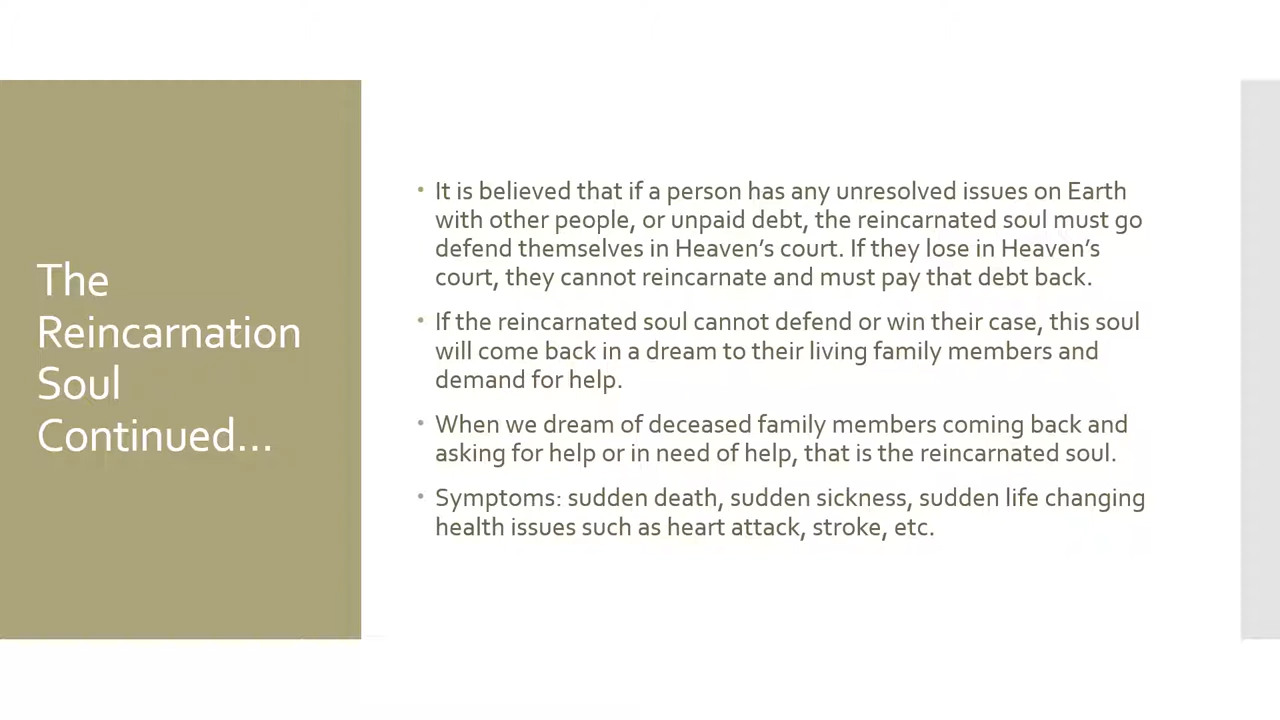 The
Reincarnation
Soul
Continued...
• It is believed that if a person has any unresolved issues on Earth
with other people, or unpaid debt, the reincarnated soul must go
defend themselves in Heaven’s court. If they lose in Heaven’s
court, they cannot reincarnate and must pay that debt back.
• If the reincarnated soul cannot defend or win their case, this soul
will come back in a dream to their living family members and
demand for help.
• When we dream of deceased family members coming back and
asking for help or in need of help, that is the reincarnated soul.
• Symptoms: sudden death, sudden sickness, sudden life changing
health issues such as heart attack, stroke, etc.